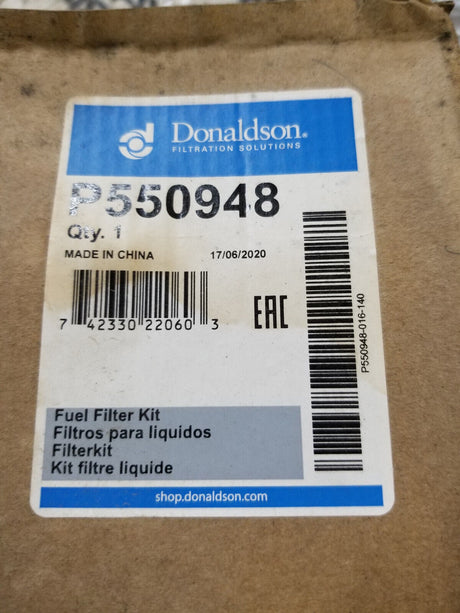 Donaldson®
FILTRATION SOLUTIONS
P550948
Qty. 1
MADE IN CHINA 17/06/2020
7 42330 22060 3
EAC
P550948-016-140
Fuel Filter Kit
Filtros para liquidos
Filterkit
Kit filtre liquide
shop.donaldson.com